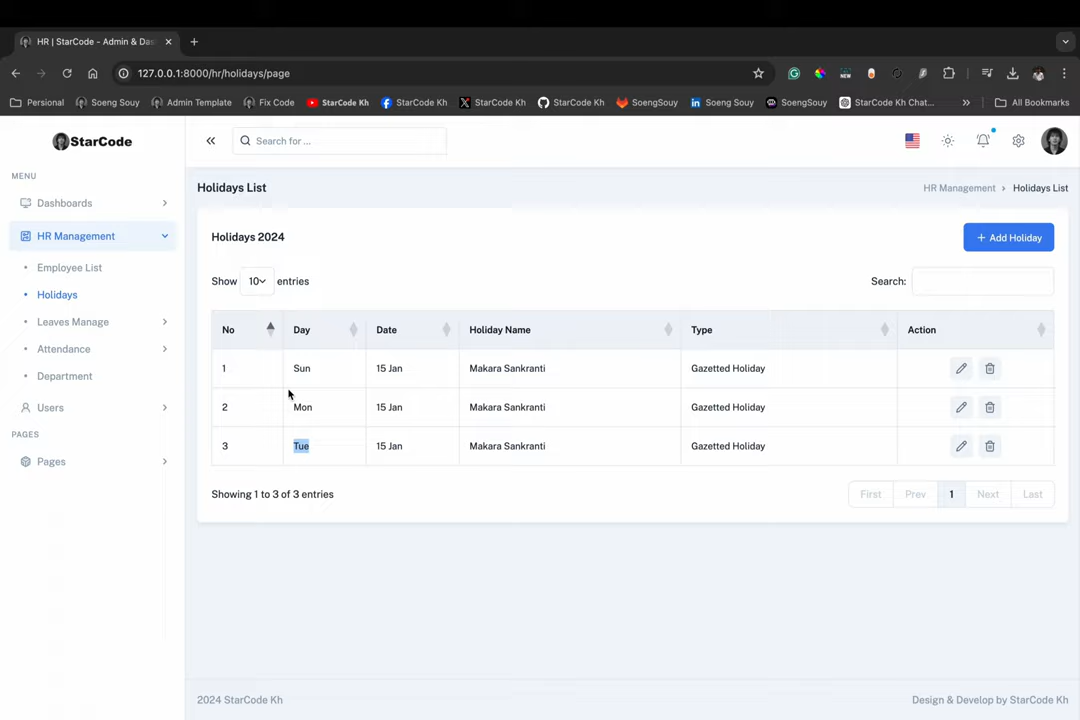 HR | StarCode - Admin & Das
127.0.0.1:8000/hr/holidays/page
Personal Soeng Souy Admin Template Fix Code StarCode Kh StarCode Kh StarCode Kh StarCode Kh SoengSouy Soeng Souy SoengSouy StarCode Kh Chat... » All Bookmarks
StarCode
Search for ...
MENU
Dashboards
HR Management
Employee List
Holidays
Leaves Manage
Attendance
Department
Users
PAGES
Pages
Holidays List
HR Management Holidays List
Holidays 2024
+ Add Holiday
Show 10 entries
Search:
No Day Date Holiday Name Type Action
1 Sun 15 Jan Makara Sankranti Gazetted Holiday
2 Mon 15 Jan Makara Sankranti Gazetted Holiday
3 Tue 15 Jan Makara Sankranti Gazetted Holiday
Showing 1 to 3 of 3 entries
First Prev 1 Next Last
2024 StarCode Kh
Design & Develop by StarCode Kh